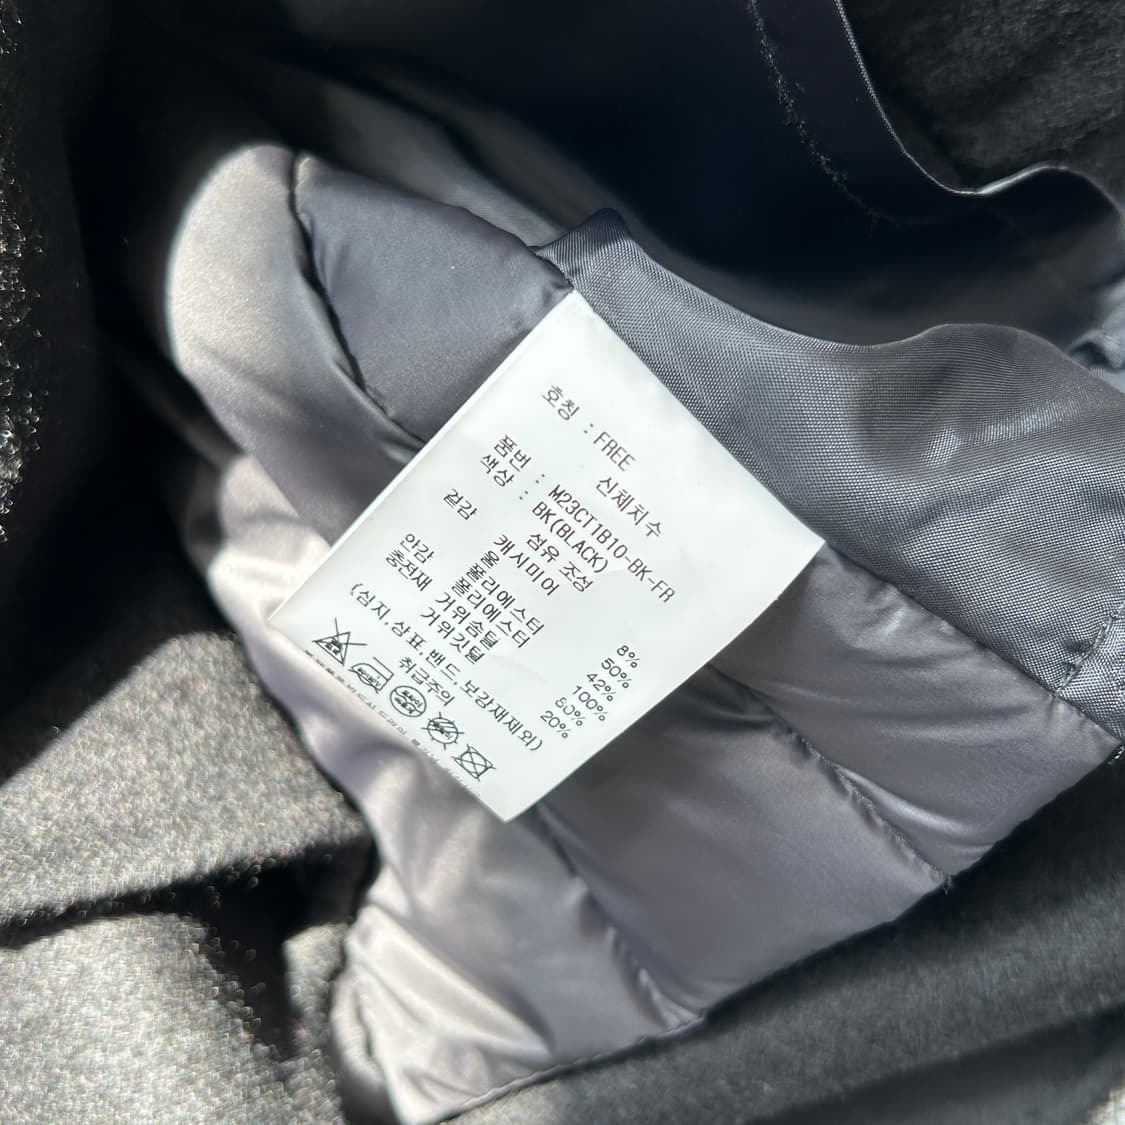 호칭 : FREE
신체치수
품번 : M23CT1B10-BK-FR
색상 : BK(BLACK)
섬유 조성
겉감 캐시미어 8%
울 50%
폴리에스터 42%
안감 폴리에스터 100%
충전재 거위솜털 80%
거위깃털 20%
(심지,상표,밴드,보강재제외)
취급주의